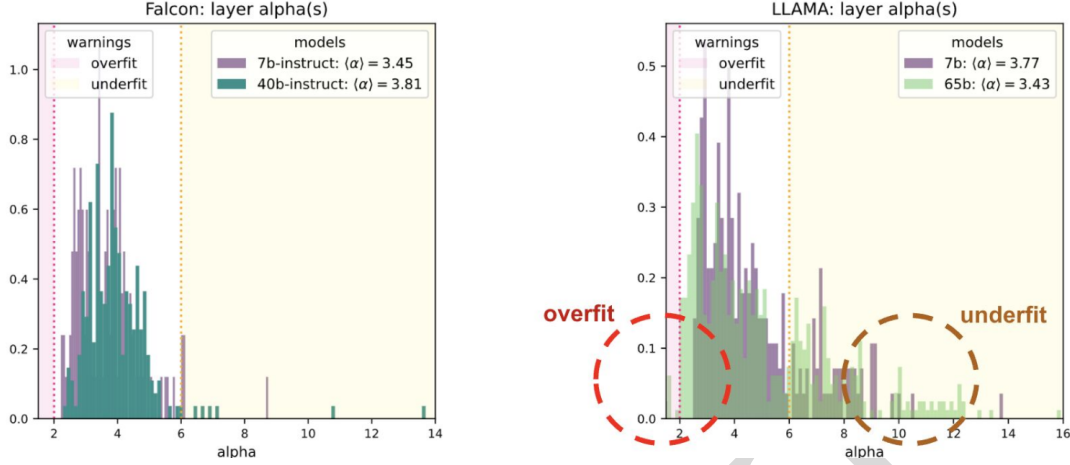 Falcon: layer alpha(s)
warnings
overfit
underfit
models
7b-instruct: ⟨α⟩ = 3.45
40b-instruct: ⟨α⟩ = 3.81
1.0
0.8
0.6
0.4
0.2
0.0
2 4 6 8 10 12 14
alpha
LLAMA: layer alpha(s)
warnings
overfit
underfit
models
7b: ⟨α⟩ = 3.77
65b: ⟨α⟩ = 3.43
0.5
0.4
0.3
0.2
0.1
0.0
overfit
underfit
2 4 6 8 10 12 14 16
alpha